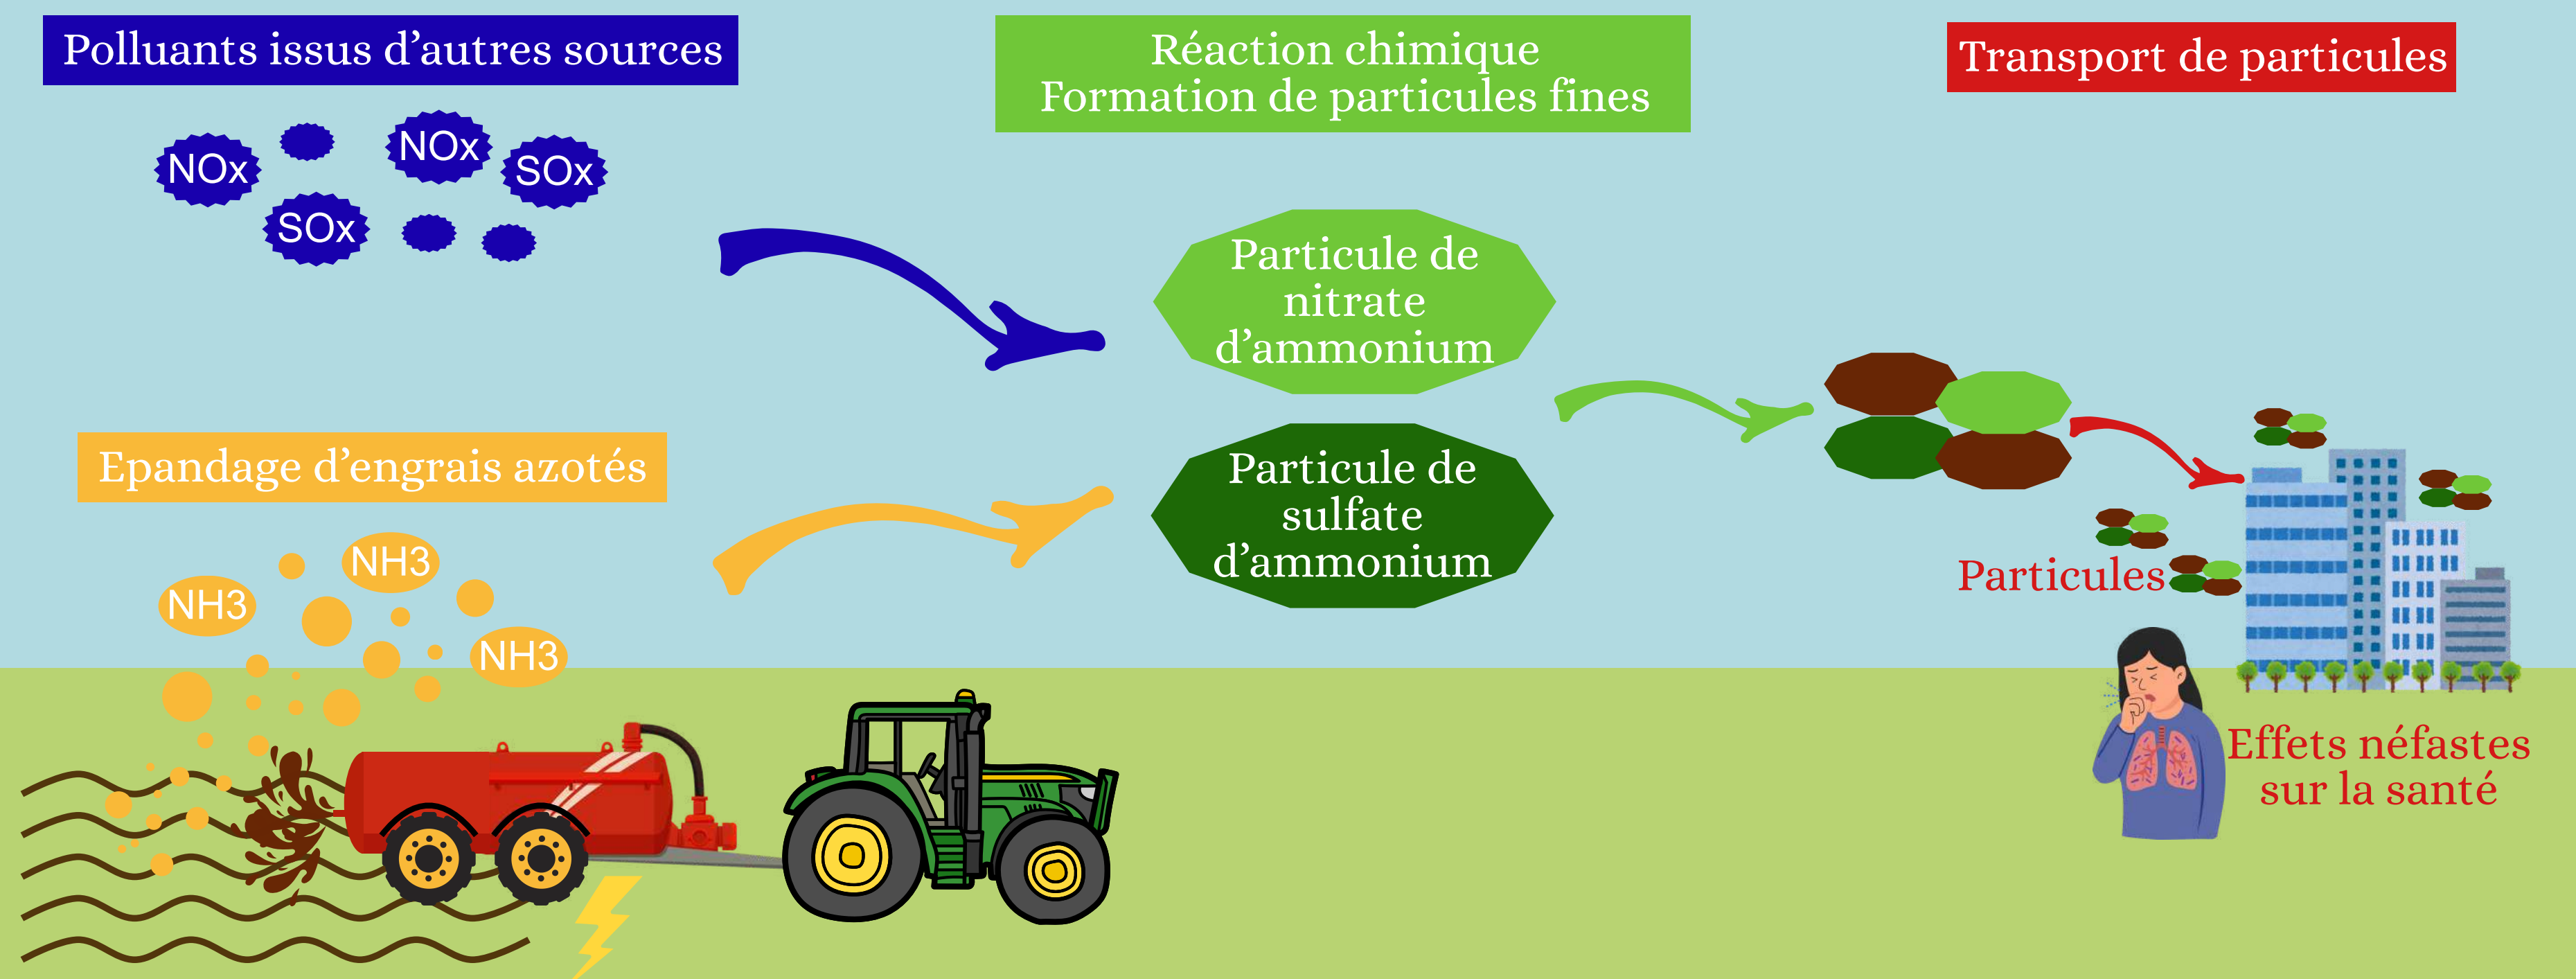 Polluants issus d’autres sources
NOx
NOx
SOx
SOx
Epandage d’engrais azotés
NH3
NH3
NH3
Réaction chimique
Formation de particules fines
Particule de
nitrate
d’ammonium
Particule de
sulfate
d’ammonium
Transport de particules
Particules
Effets néfastes
sur la santé